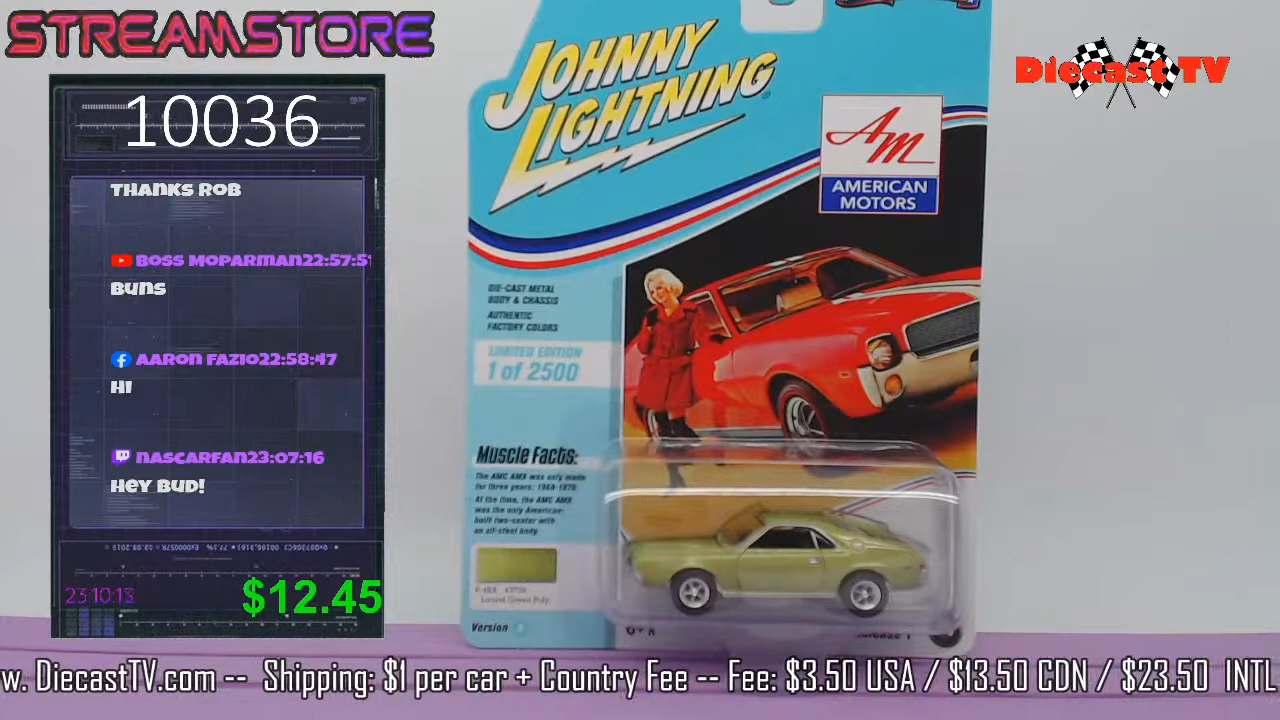 STREAMSTORE
10036
THANKS ROB
BOSS MOPARMAN22:57:51
BUNS
AARON FAZIO22:58:47
HI
NASCARFAN23:07:16
HEY BUD!
23:10:13
$12.45
JOHNNY
LIGHTNING
AM
AMERICAN
MOTORS
DIE-CAST METAL
BODY & CHASSIS
AUTHENTIC
FACTORY COLORS
LIMITED EDITION
1 of 2500
Muscle Facts:
The AMC AMX was only made
for three years: 1968-1970.
At the time, the AMC AMX
was the only American-
built two-seater with
an all-steel body.
Laurel Green Poly
Version
Diecast TV
w. DiecastTV.com -- Shipping: $1 per car + Country Fee -- Fee: $3.50 USA / $13.50 CDN / $23.50 INTL